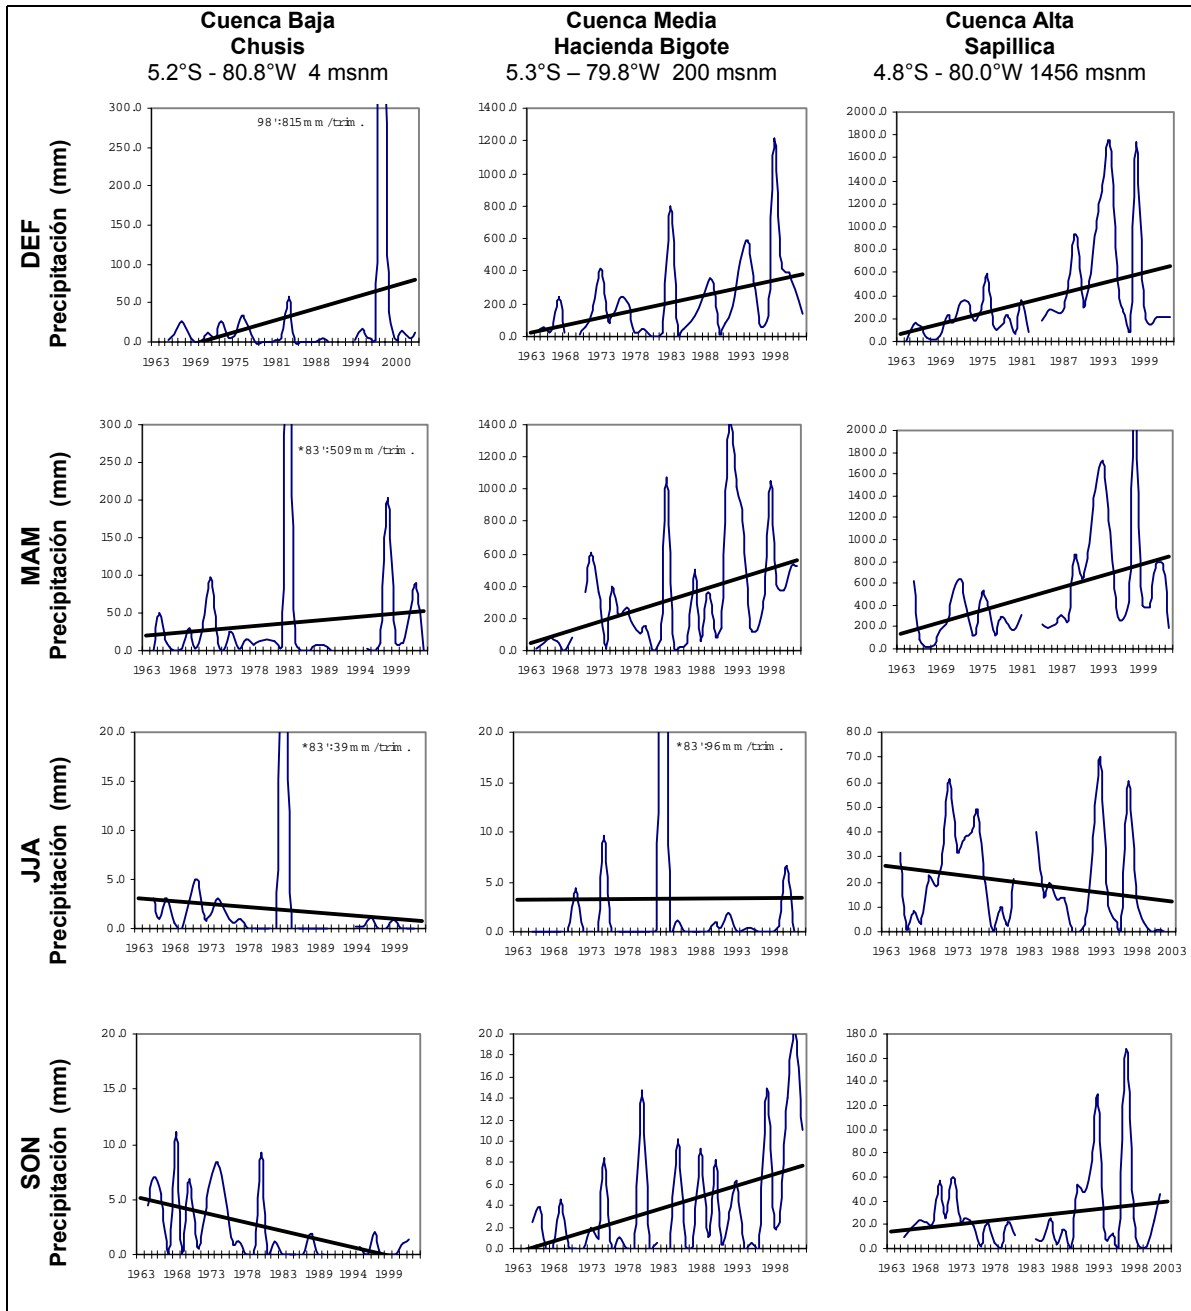 Cuenca Baja
Chusis
5.2°S - 80.8°W 4 msnm
Cuenca Media
Hacienda Bigote
5.3°S – 79.8°W 200 msnm
Cuenca Alta
Sapillica
4.8°S - 80.0°W 1456 msnm
DEF
Precipitación (mm)
300.0
250.0
200.0
150.0
100.0
50.0
0.0
98':815 mm/trim.
1963 1969 1975 1982 1988 1994 2000
1400.0
1200.0
1000.0
800.0
600.0
400.0
200.0
0.0
1963 1968 1973 1978 1983 1988 1993 1998
2000.0
1800.0
1600.0
1400.0
1200.0
1000.0
800.0
600.0
400.0
200.0
0.0
1963 1969 1975 1981 1987 1993 1999
MAM
Precipitación (mm)
300.0
250.0
200.0
150.0
100.0
50.0
0.0
*83':509 mm/trim.
1963 1968 1973 1978 1983 1989 1994 1999
1400.0
1200.0
1000.0
800.0
600.0
400.0
200.0
0.0
1963 1968 1973 1978 1983 1988 1993 1998
2000.0
1800.0
1600.0
1400.0
1200.0
1000.0
800.0
600.0
400.0
200.0
0.0
1963 1969 1975 1981 1987 1993 1999
JJA
Precipitación (mm)
20.0
15.0
10.0
5.0
0.0
*83':39 mm/trim.
1963 1968 1973 1978 1983 1989 1994 1999
20.0
15.0
10.0
5.0
0.0
*83':96 mm/trim.
1963 1968 1973 1978 1983 1988 1993 1998
80.0
70.0
60.0
50.0
40.0
30.0
20.0
10.0
0.0
1963 1968 1973 1978 1983 1988 1993 1998 2003
SON
Precipitación (mm)
20.0
15.0
10.0
5.0
0.0
1963 1968 1973 1978 1983 1989 1994 1999
20.0
18.0
16.0
14.0
12.0
10.0
8.0
6.0
4.0
2.0
0.0
1963 1968 1973 1978 1983 1988 1993 1998
180.0
160.0
140.0
120.0
100.0
80.0
60.0
40.0
20.0
0.0
1963 1968 1973 1978 1983 1988 1993 1998 2003